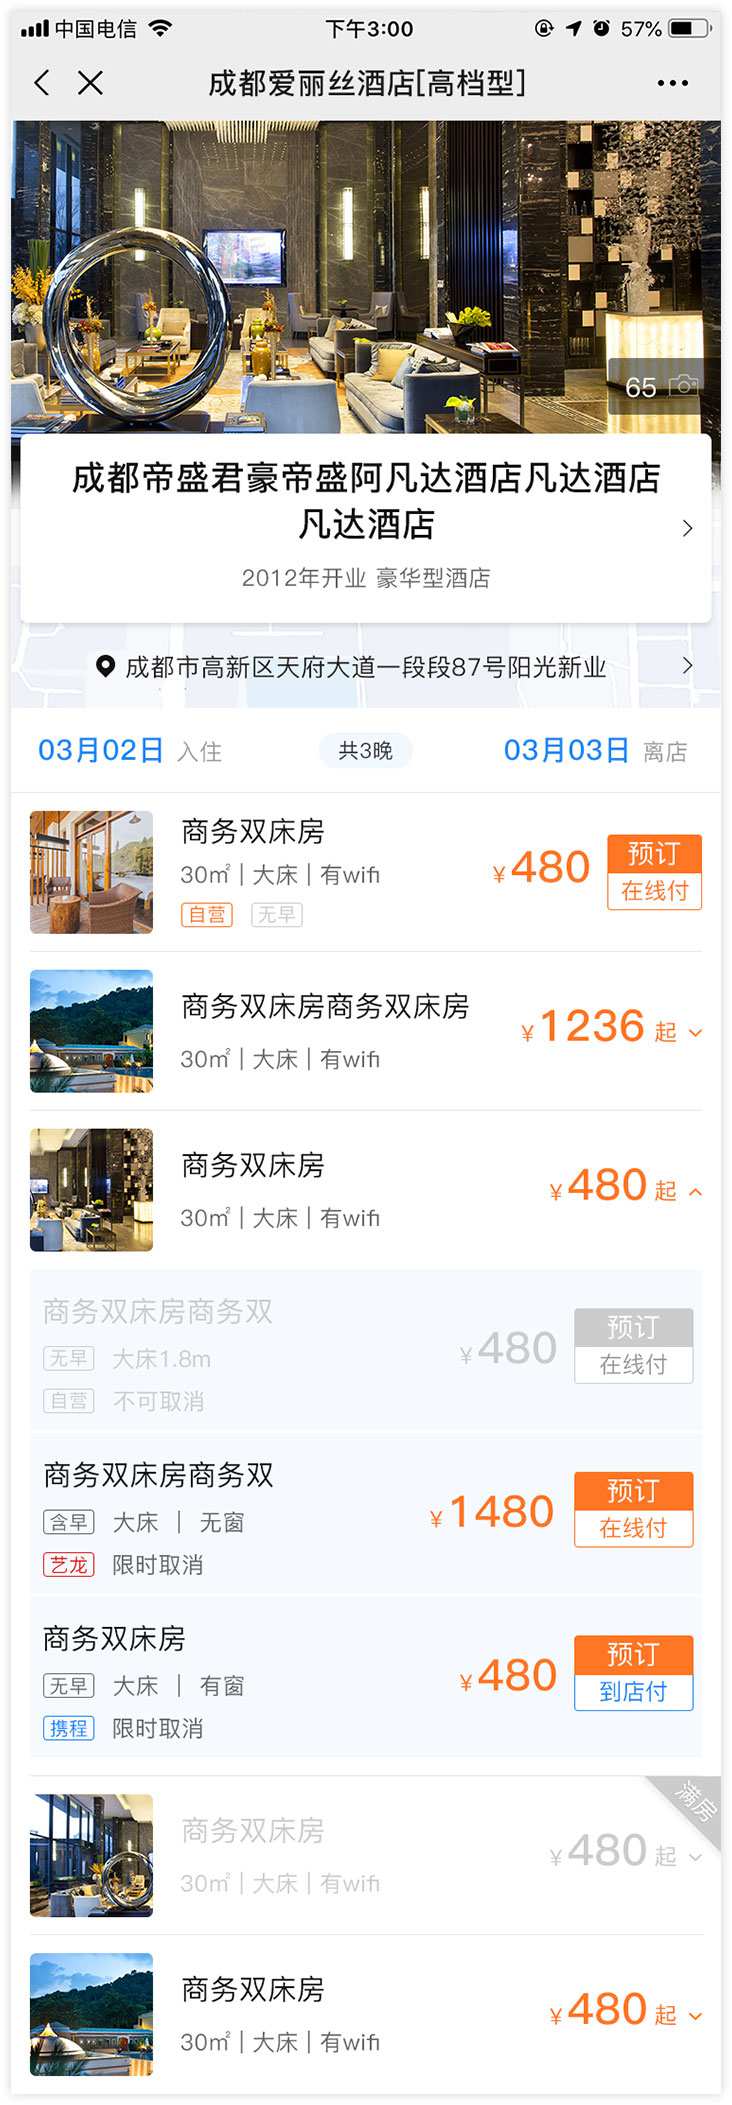 中国电信 下午3:00 57%
成都爱丽丝酒店[高档型]
65
成都帝盛君豪帝盛阿凡达酒店凡达酒店
凡达酒店
2012年开业 豪华型酒店
成都市高新区天府大道一段段87号阳光新业
03月02日 入住 共3晚 03月03日 离店
商务双床房
30㎡ | 大床 | 有wifi
自营 无早
¥480
预订
在线付
商务双床房商务双床房
30㎡ | 大床 | 有wifi
¥1236 起
商务双床房
30㎡ | 大床 | 有wifi
¥480 起
商务双床房商务双
无早 大床1.8m
自营 不可取消
¥480
预订
在线付
商务双床房商务双
含早 大床 | 无窗
艺龙 限时取消
¥1480
预订
在线付
商务双床房
无早 大床 | 有窗
携程 限时取消
¥480
预订
到店付
满房
商务双床房
30㎡ | 大床 | 有wifi
¥480 起
商务双床房
30㎡ | 大床 | 有wifi
¥480 起